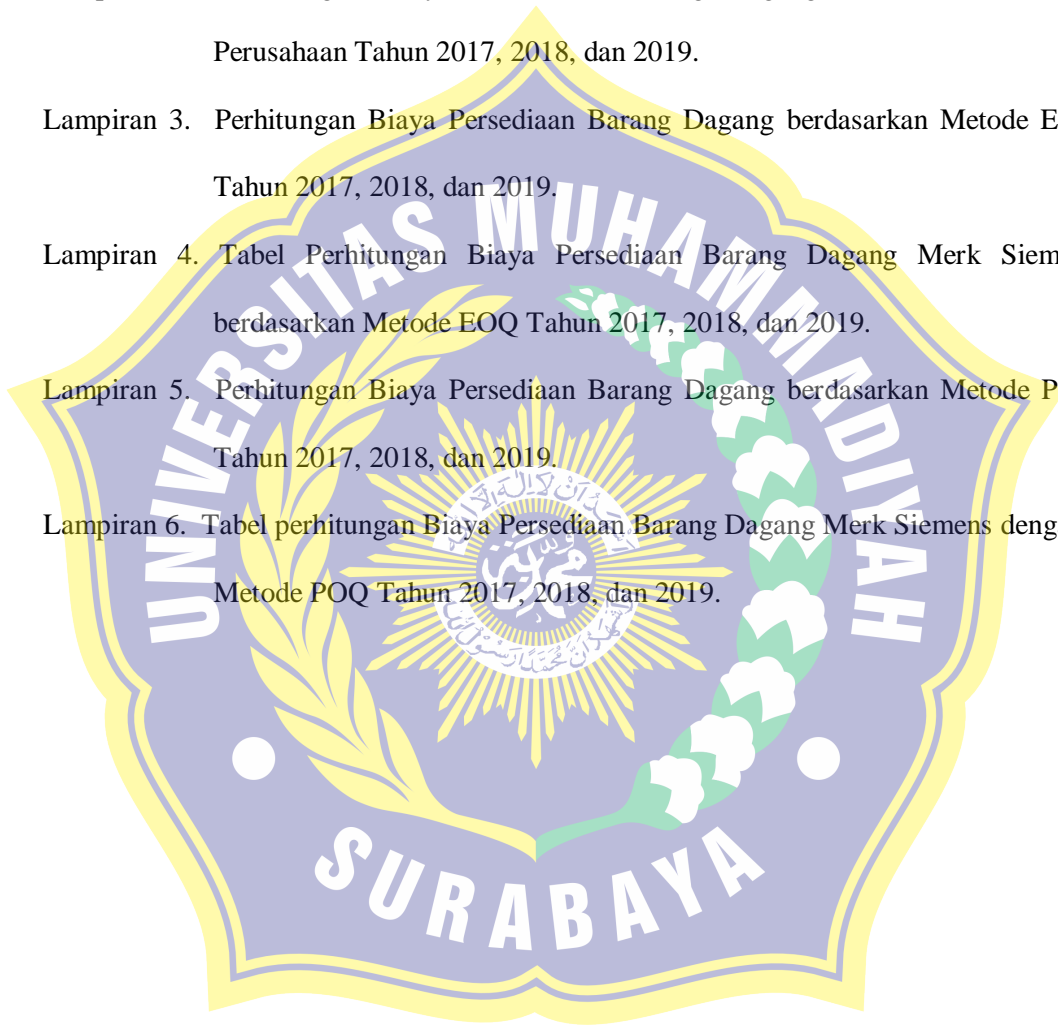 Perusahaan Tahun 2017, 2018, dan 2019.
Lampiran 3. Perhitungan Biaya Persediaan Barang Dagang berdasarkan Metode E
Tahun 2017, 2018, dan 2019.
Lampiran 4. Tabel Perhitungan Biaya Persediaan Barang Dagang Merk Siem
berdasarkan Metode EOQ Tahun 2017, 2018, dan 2019.
Lampiran 5. Perhitungan Biaya Persediaan Barang Dagang berdasarkan Metode P
Tahun 2017, 2018, dan 2019.
Lampiran 6. Tabel perhitungan Biaya Persediaan Barang Dagang Merk Siemens deng
Metode POQ Tahun 2017, 2018, dan 2019.
UNIVERSITAS MUHAMMADIYAH
SURABAYA